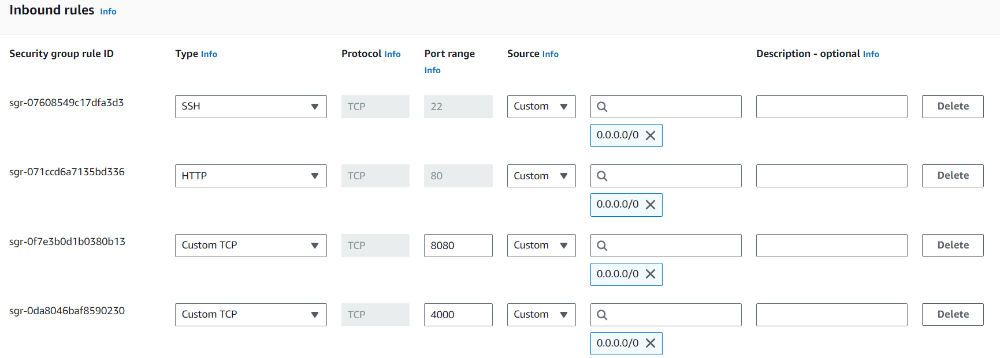 Inbound rules Info
Security group rule ID Type Info Protocol Info Port range Info Source Info Description - optional Info
sgr-07608549c17dfa3d3 SSH TCP 22 Custom Delete
0.0.0.0/0
sgr-071ccd6a7135bd336 HTTP TCP 80 Custom Delete
0.0.0.0/0
sgr-0f7e3b0d1b0380b13 Custom TCP TCP 8080 Custom Delete
0.0.0.0/0
sgr-0da8046baf8590230 Custom TCP TCP 4000 Custom Delete
0.0.0.0/0